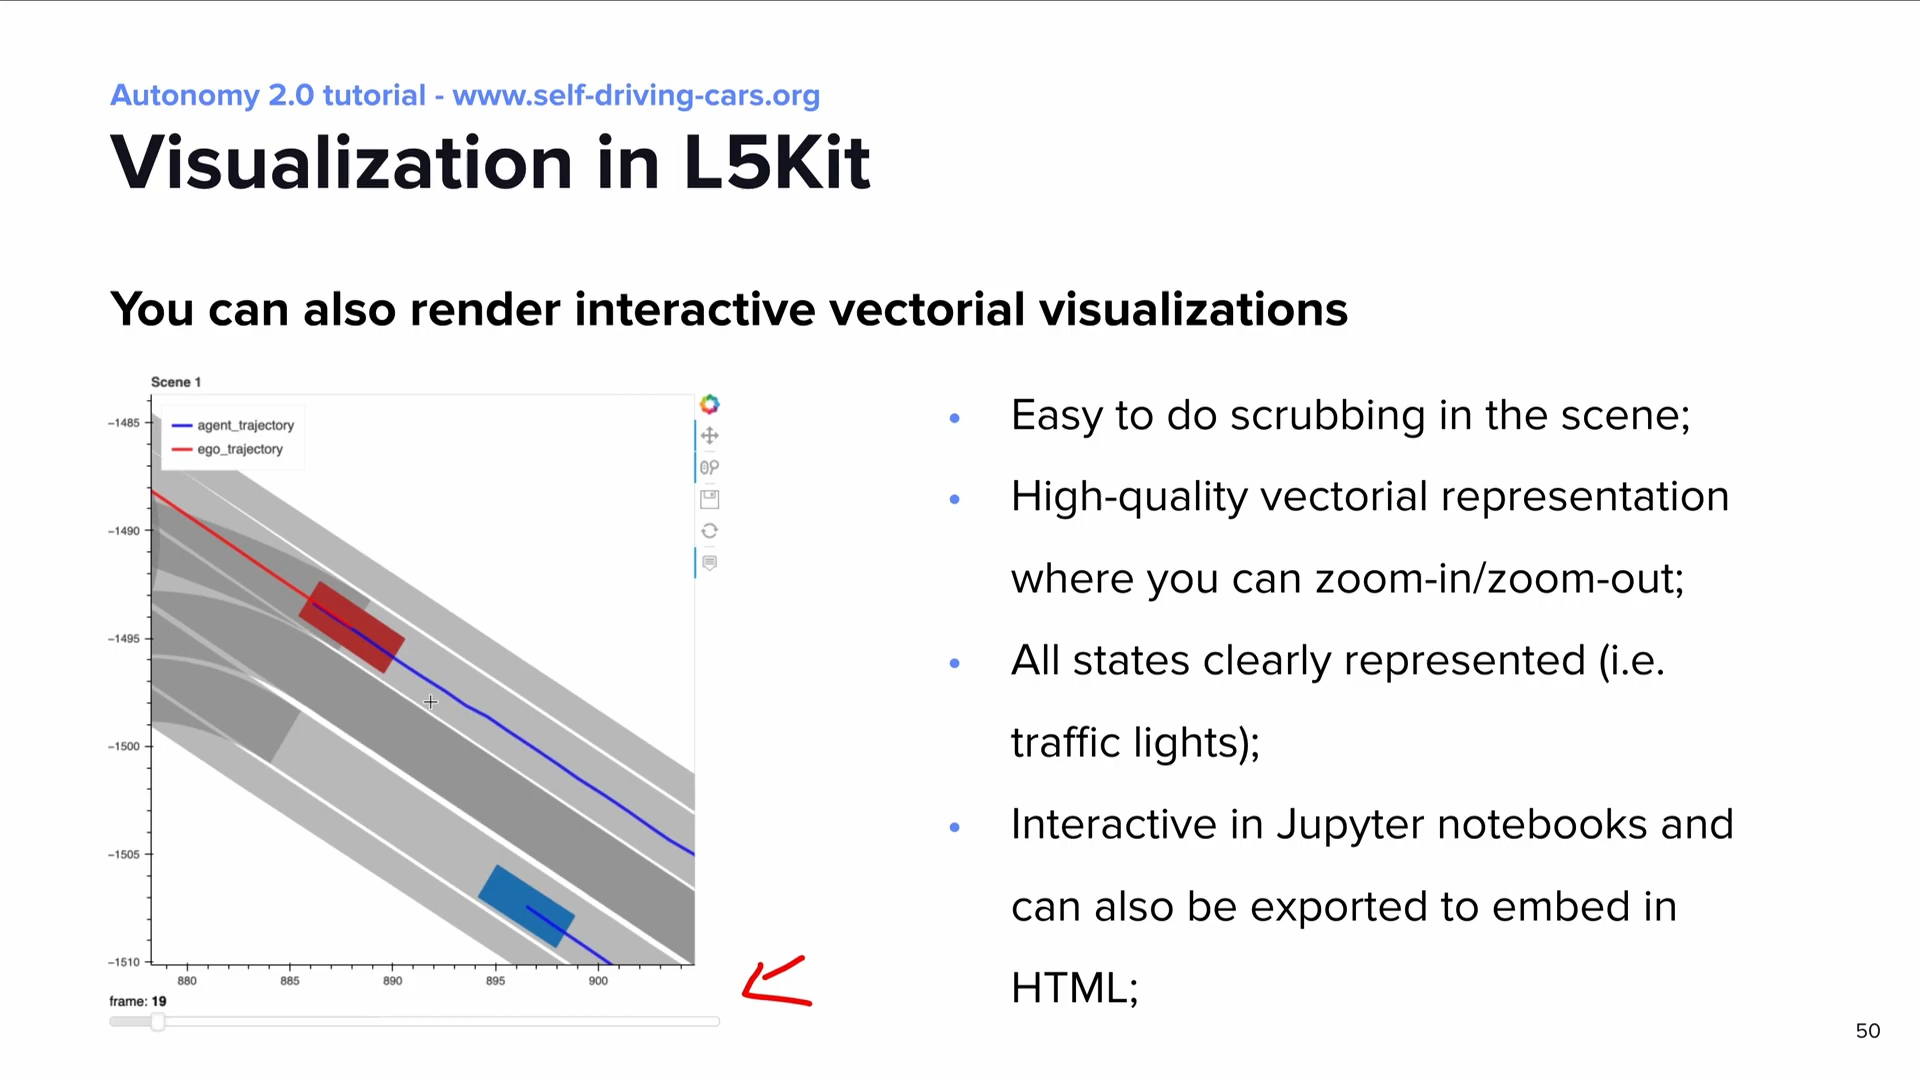 Autonomy 2.0 tutorial - www.self-driving-cars.org
Visualization in L5Kit
You can also render interactive vectorial visualizations
Scene 1
agent_trajectory
ego_trajectory
−1485
−1490
−1495
−1500
−1505
−1510
880 885 890 895 900
frame: 19
• Easy to do scrubbing in the scene;
• High-quality vectorial representation
where you can zoom-in/zoom-out;
• All states clearly represented (i.e.
traffic lights);
• Interactive in Jupyter notebooks and
can also be exported to embed in
HTML;
50